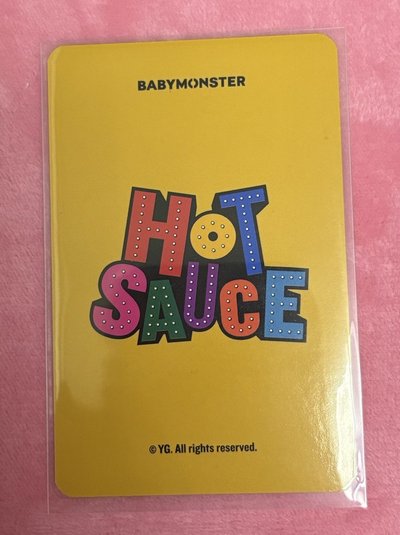 BABYMONSTER
HOT
SAUCE
© YG. All rights reserved.